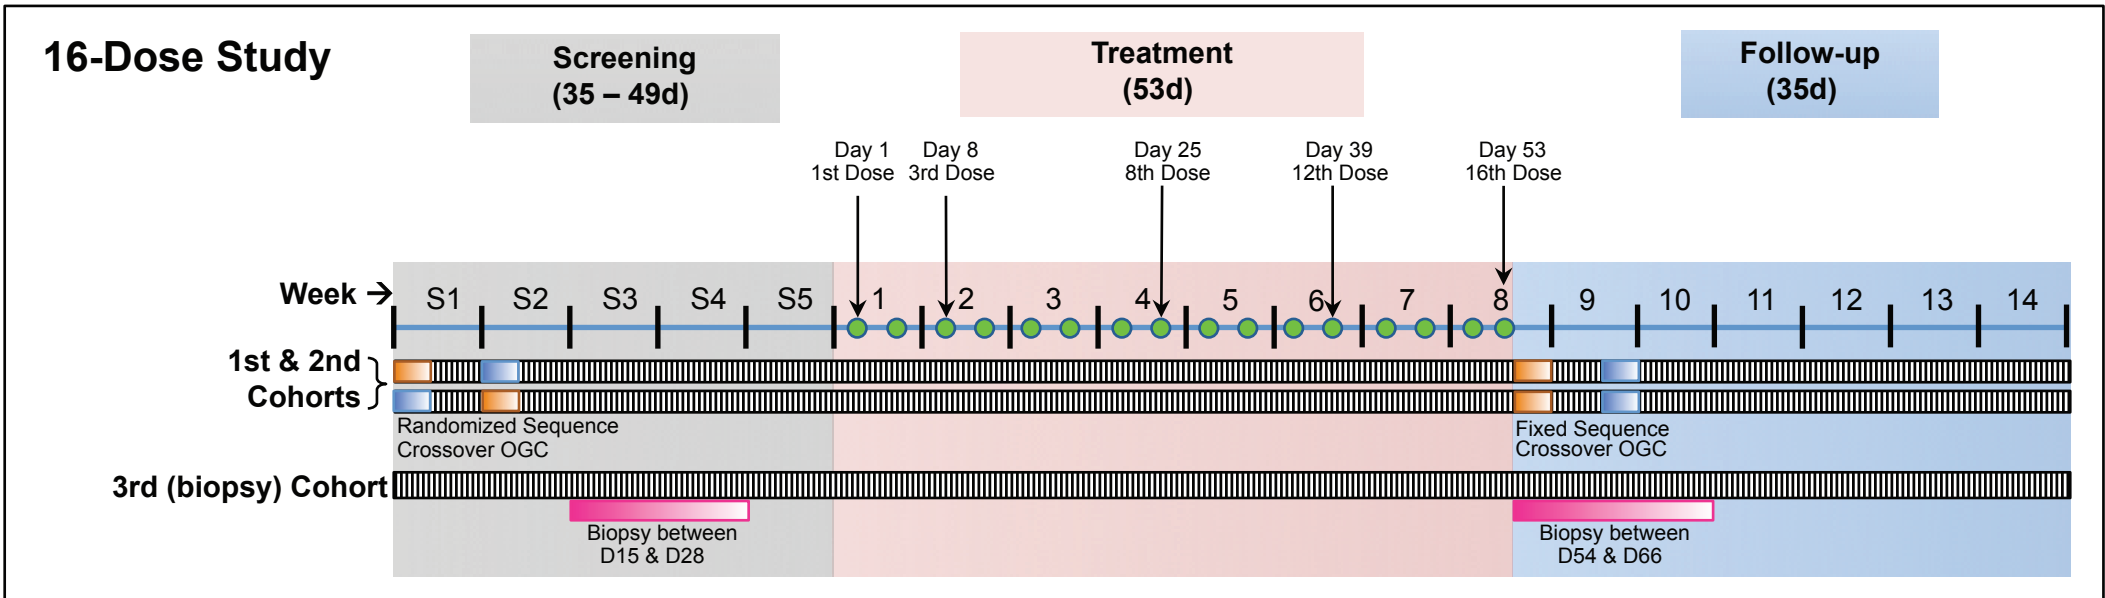 16-Dose Study
Screening
(35 – 49d)
Treatment
(53d)
Follow-up
(35d)
Day 1
1st Dose
Day 8
3rd Dose
Day 25
8th Dose
Day 39
12th Dose
Day 53
16th Dose
Week →
S1 S2 S3 S4 S5 1 2 3 4 5 6 7 8 9 10 11 12 13 14
1st & 2nd
Cohorts
Randomized Sequence
Crossover OGC
Fixed Sequence
Crossover OGC
3rd (biopsy) Cohort
Biopsy between
D15 & D28
Biopsy between
D54 & D66